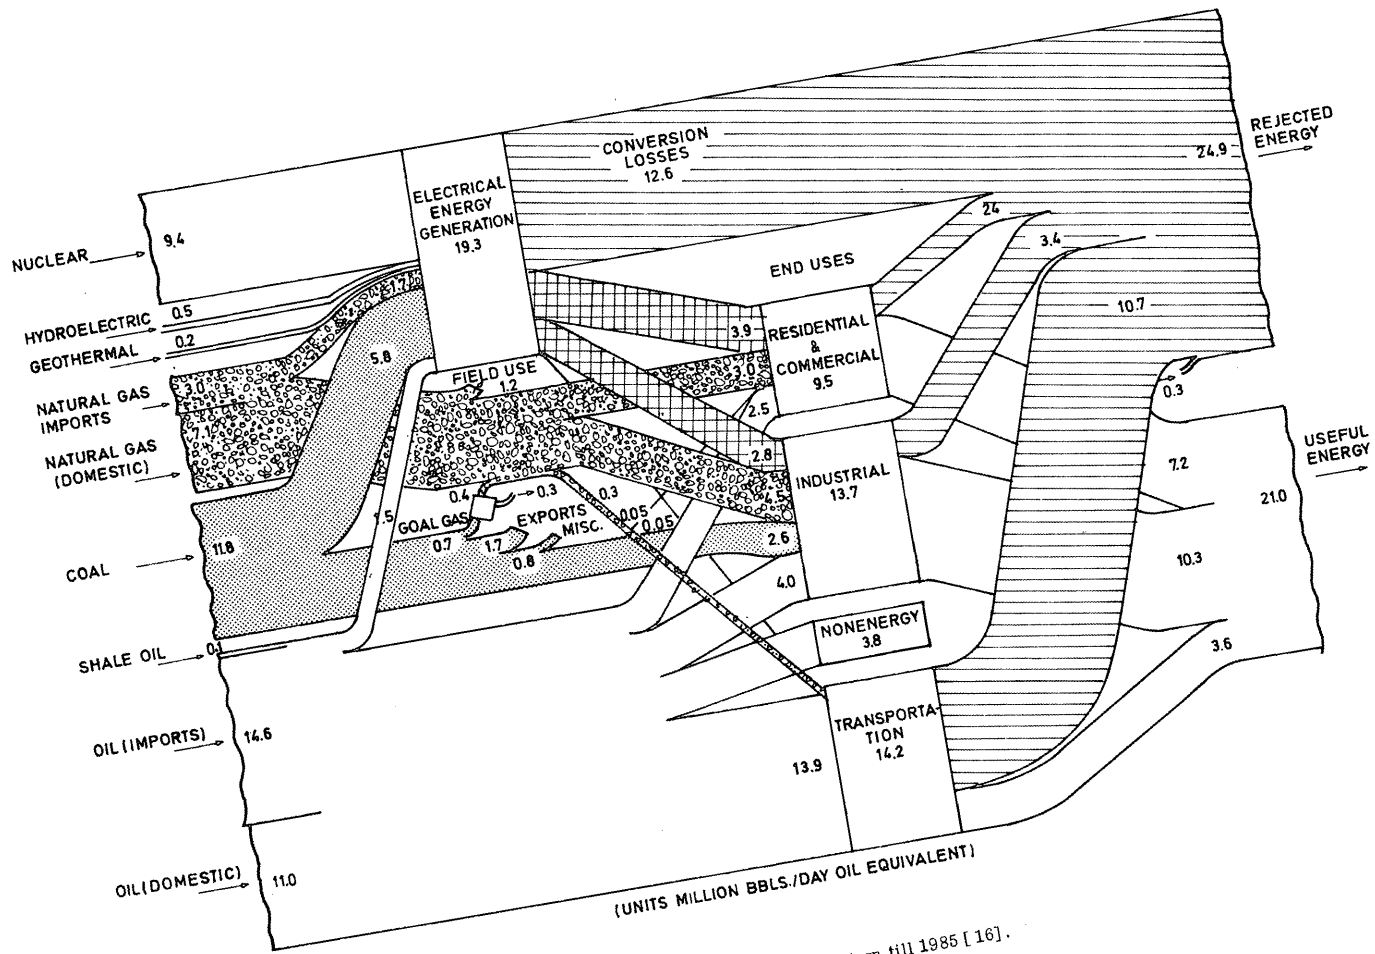 CONVERSION
LOSSES
12.6
REJECTED
ENERGY
24.9
ELECTRICAL
ENERGY
GENERATION
19.3
NUCLEAR
9.4
HYDROELECTRIC
0.5
GEOTHERMAL
0.2
NATURAL GAS
IMPORTS
3.0
NATURAL GAS
(DOMESTIC)
7.1
1.7
5.8
FIELD USE
1.2
END USES
24
3.4
10.7
3.9
RESIDENTIAL
&
COMMERCIAL
9.5
3.0
2.5
2.8
0.3
7.2
USEFUL
ENERGY
21.0
INDUSTRIAL
13.7
4.5
0.4
0.3
0.3
1.5
GOAL GAS
EXPORTS
MISC.
0.05
0.05
0.7
1.7
0.8
2.6
4.0
10.3
COAL
11.8
SHALE OIL
0.1
NONENERGY
3.8
3.6
OIL (IMPORTS)
14.6
TRANSPORTA-
TION
14.2
13.9
OIL (DOMESTIC)
11.0
(UNITS MILLION BBLS./DAY OIL EQUIVALENT)
till 1985 [16].